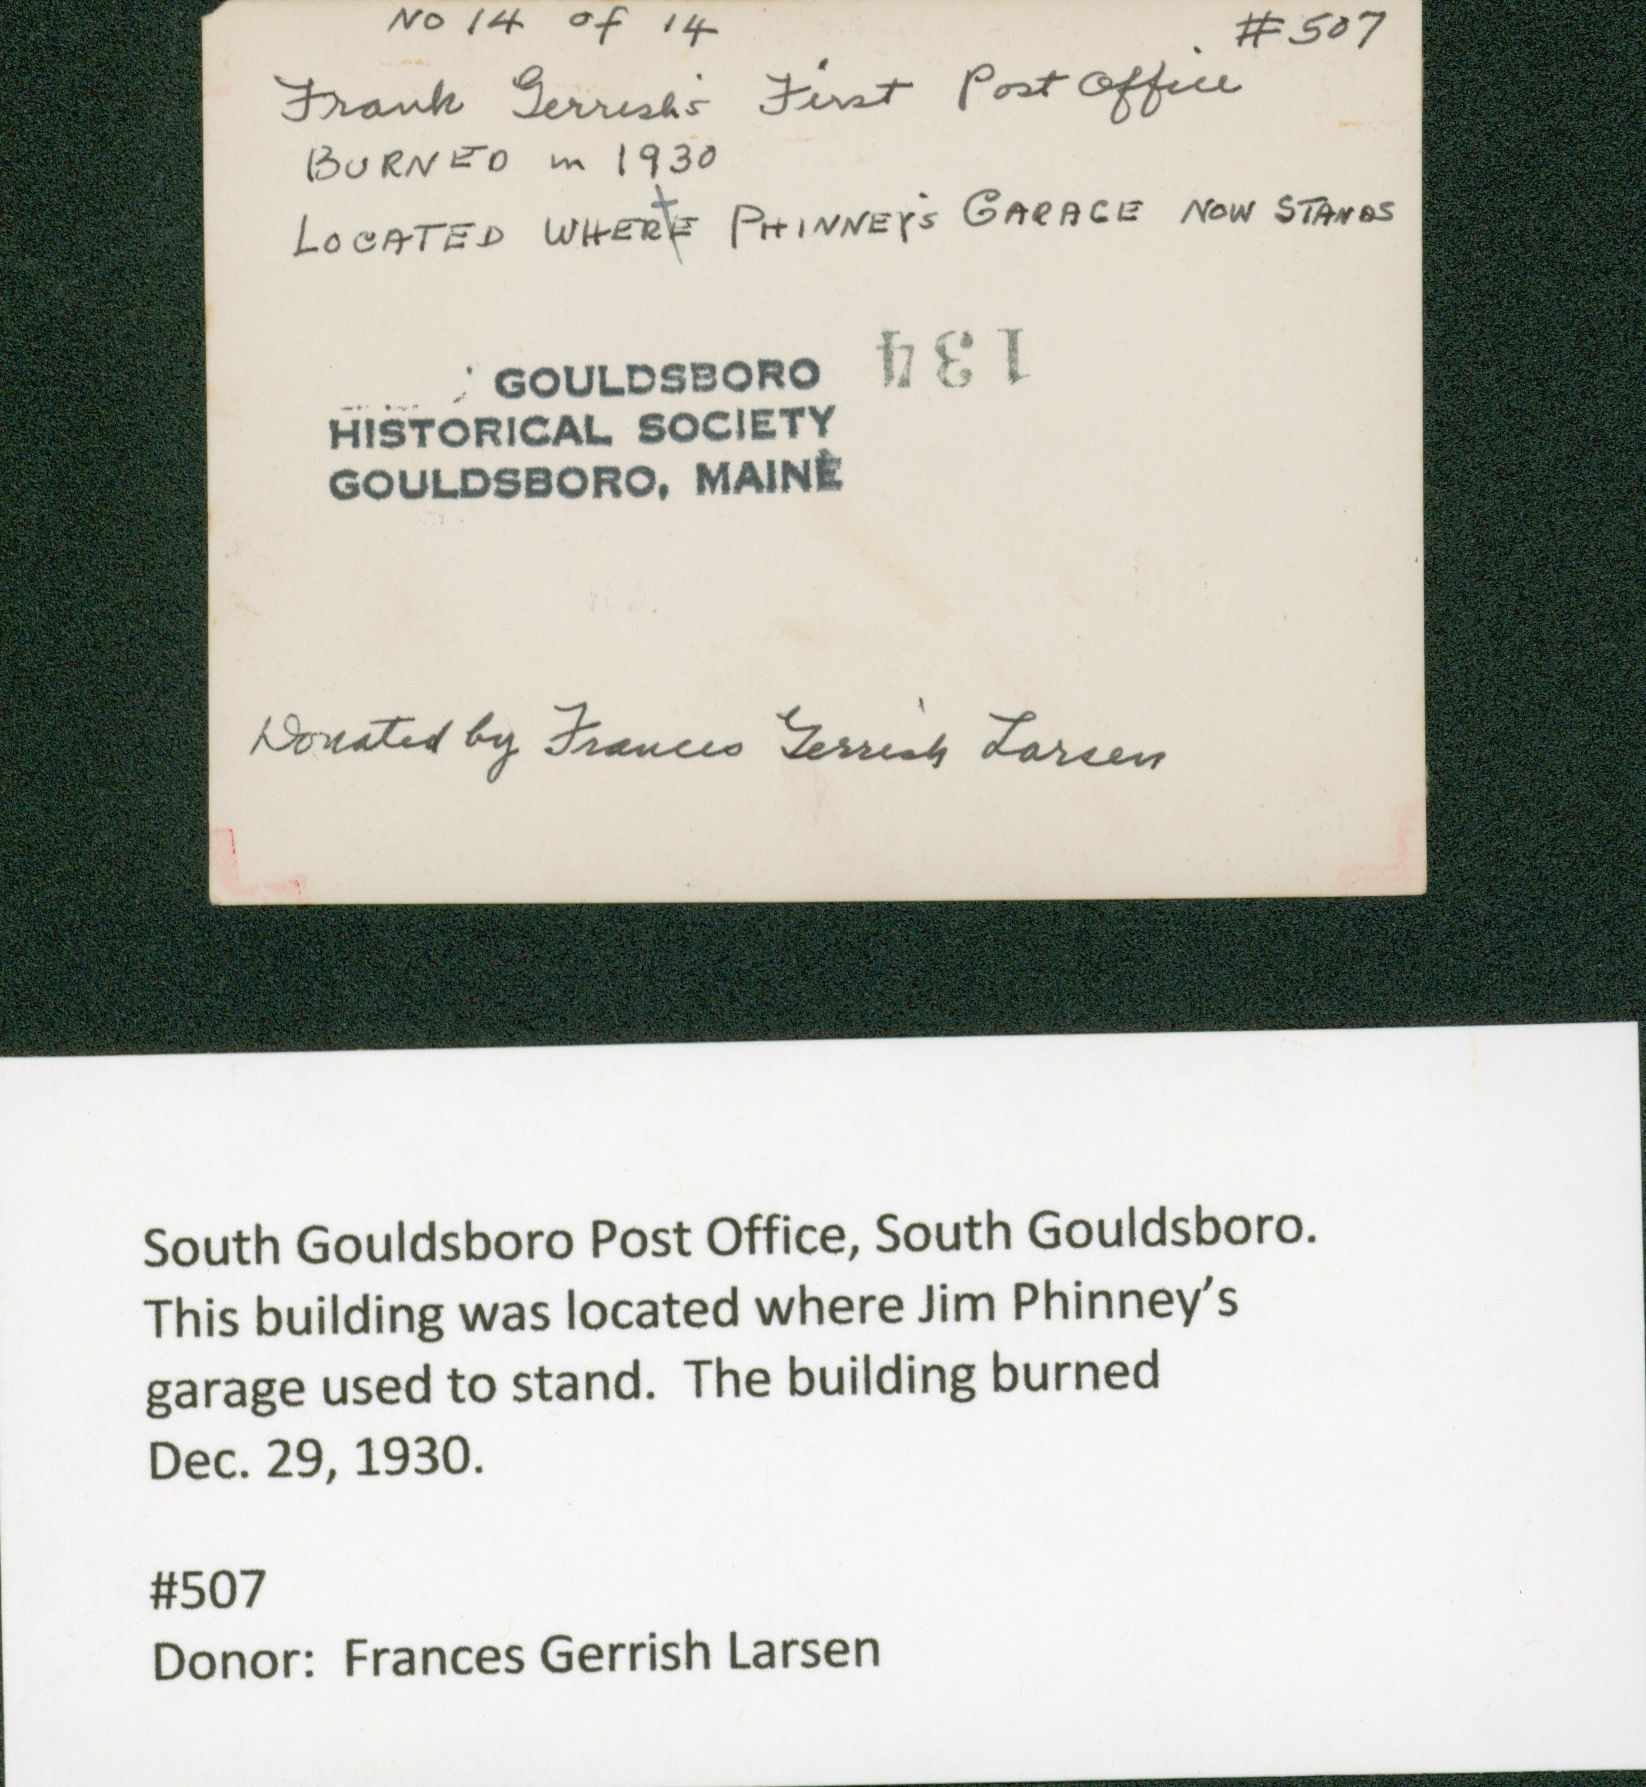 No 14 of 14 #507
Frank Gerrish's First Post Office
BURNED in 1930
LOCATED WHERE PHINNEY'S GARAGE NOW STANDS
134
GOULDSBORO
HISTORICAL SOCIETY
GOULDSBORO, MAINE
Donated by Frances Gerrish Larsen
South Gouldsboro Post Office, South Gouldsboro.
This building was located where Jim Phinney’s
garage used to stand.  The building burned
Dec. 29, 1930.
#507
Donor:  Frances Gerrish Larsen